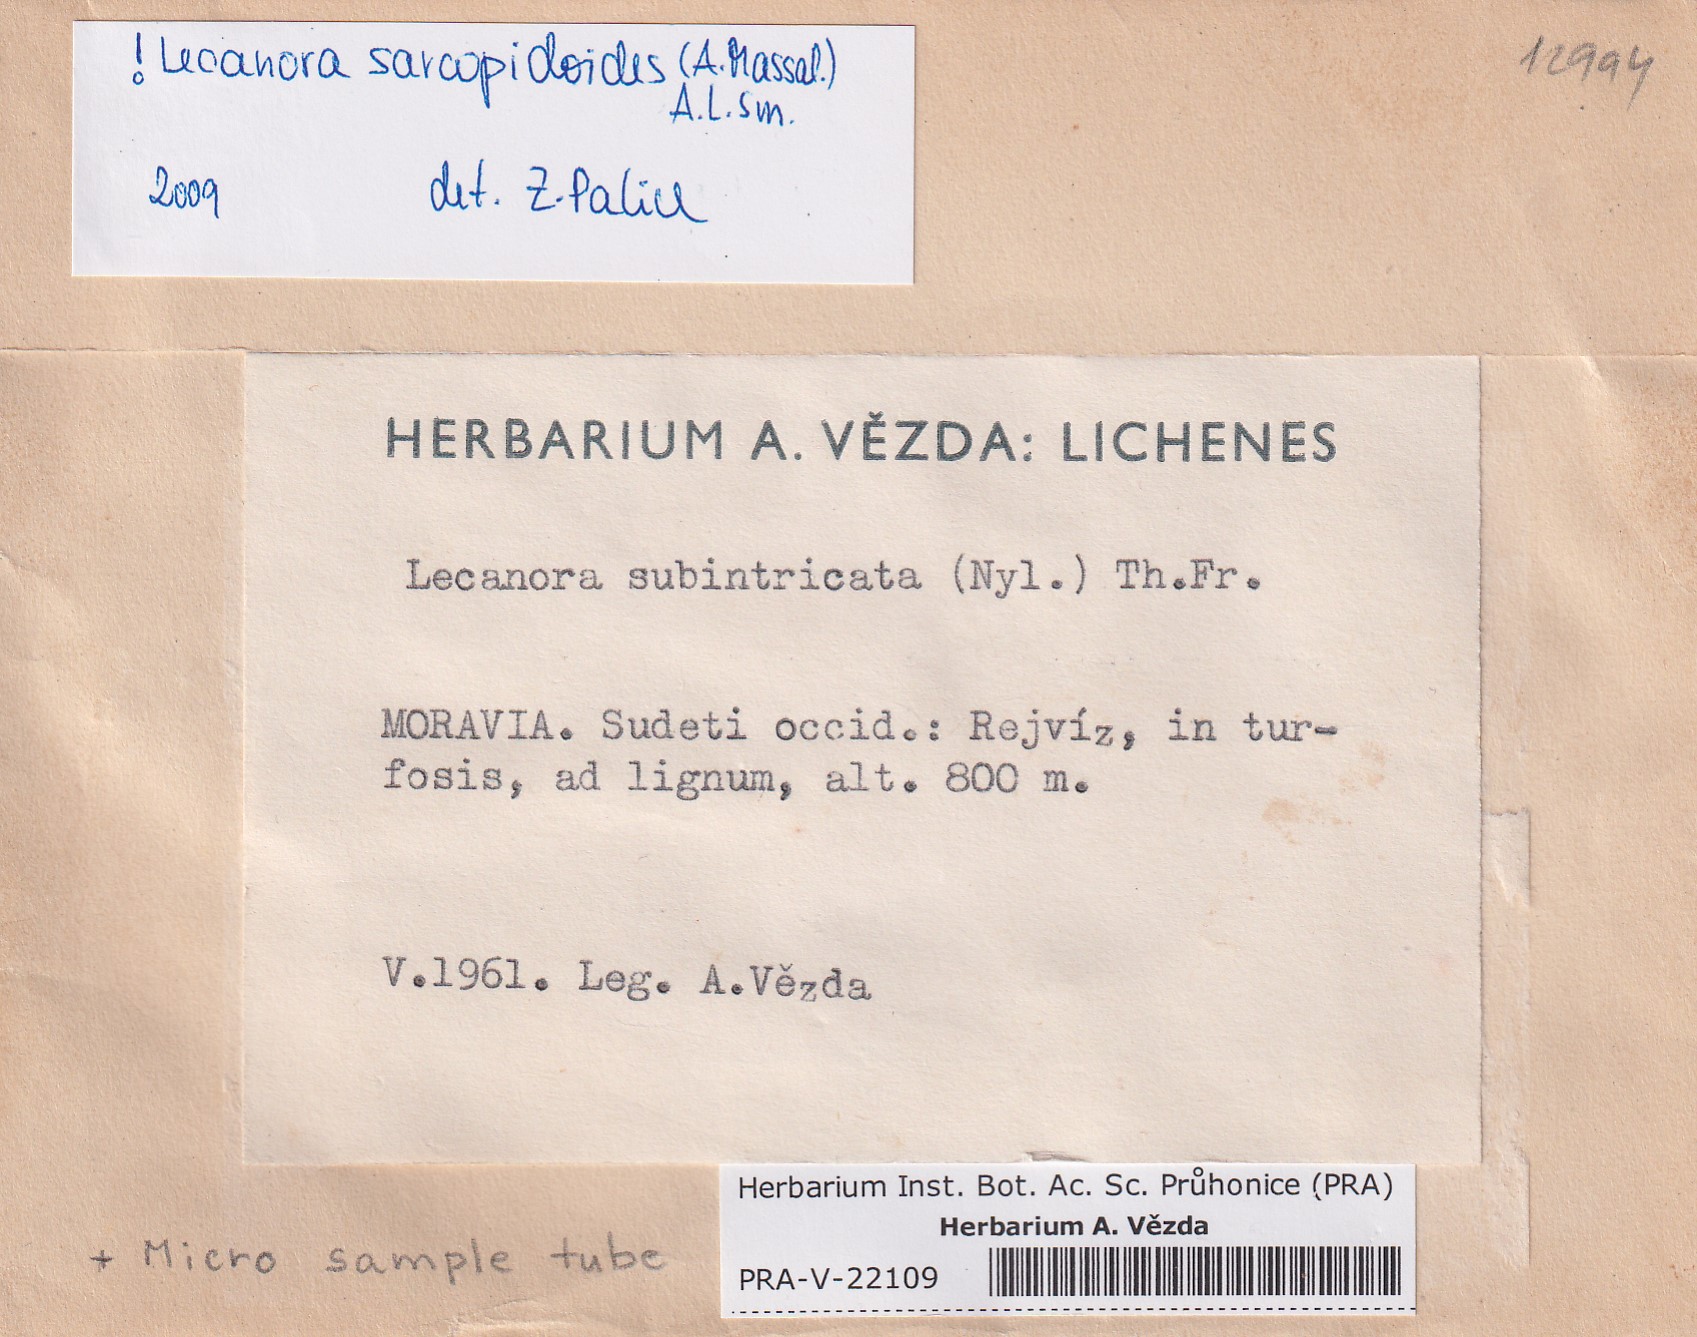 ! Lecanora sarcopidoides (A. Massal.)
A.L. Sm.
2009 det. Z. Palice
12994
HERBARIUM A. VĚZDA: LICHENES
Lecanora subintricata (Nyl.) Th.Fr.
MORAVIA. Sudeti occid.: Rejvíz, in tur-
fosis, ad lignum, alt. 800 m.
V.1961. Leg. A.Vězda
Herbarium Inst. Bot. Ac. Sc. Průhonice (PRA)
Herbarium A. Vězda
PRA-V-22109
+ Micro sample tube